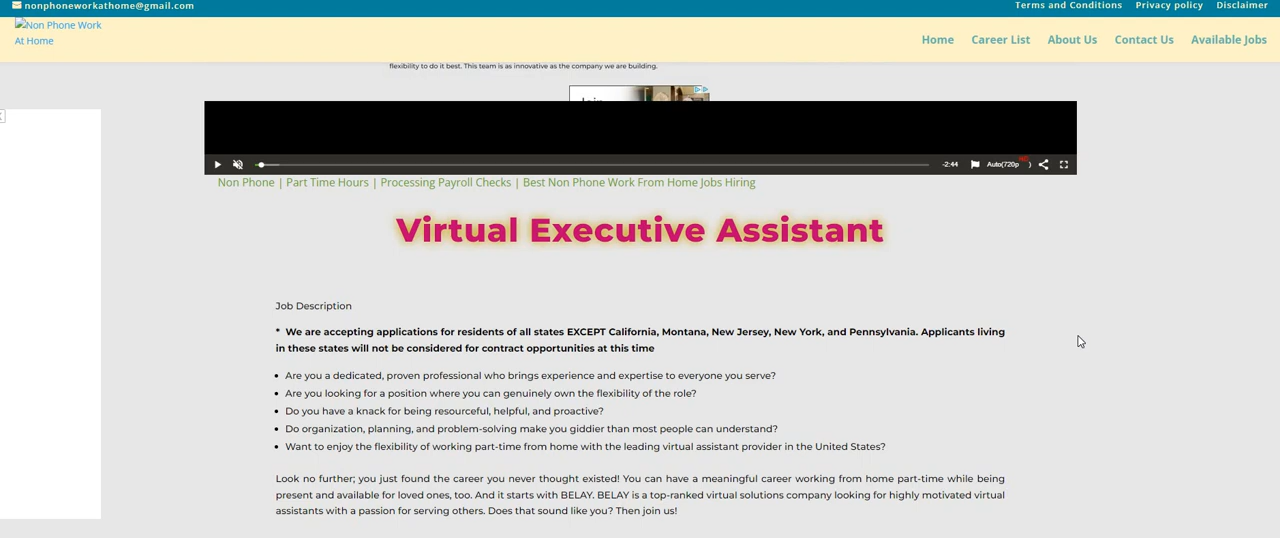 nonphoneworkathome@gmail.com
Terms and Conditions Privacy policy Disclaimer
Non Phone Work
At Home
Home Career List About Us Contact Us Available Jobs
flexibility to do it best. This team is as innovative as the company we are building.
-2:44 Auto(720p HD)
Non Phone | Part Time Hours | Processing Payroll Checks | Best Non Phone Work From Home Jobs Hiring
Virtual Executive Assistant
Job Description
* We are accepting applications for residents of all states EXCEPT California, Montana, New Jersey, New York, and Pennsylvania. Applicants living
in these states will not be considered for contract opportunities at this time
• Are you a dedicated, proven professional who brings experience and expertise to everyone you serve?
• Are you looking for a position where you can genuinely own the flexibility of the role?
• Do you have a knack for being resourceful, helpful, and proactive?
• Do organization, planning, and problem-solving make you giddier than most people can understand?
• Want to enjoy the flexibility of working part-time from home with the leading virtual assistant provider in the United States?
Look no further; you just found the career you never thought existed! You can have a meaningful career working from home part-time while being
present and available for loved ones, too. And it starts with BELAY. BELAY is a top-ranked virtual solutions company looking for highly motivated virtual
assistants with a passion for serving others. Does that sound like you? Then join us!